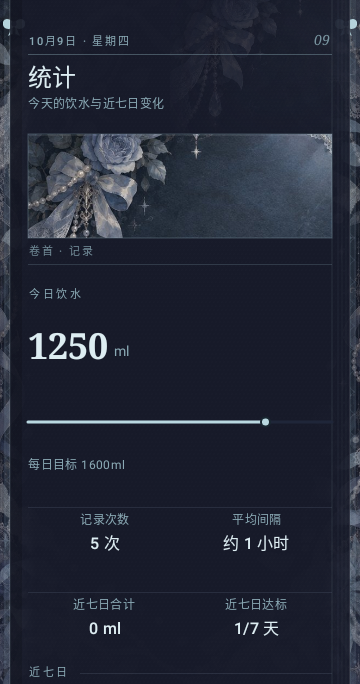 10月9日 · 星期四
09
统计
今天的饮水与近七日变化
卷首 · 记录
今日饮水
1250 ml
每日目标 1600ml
记录次数 平均间隔
5 次 约 1 小时
近七日合计 近七日达标
0 ml 1/7 天
近七日